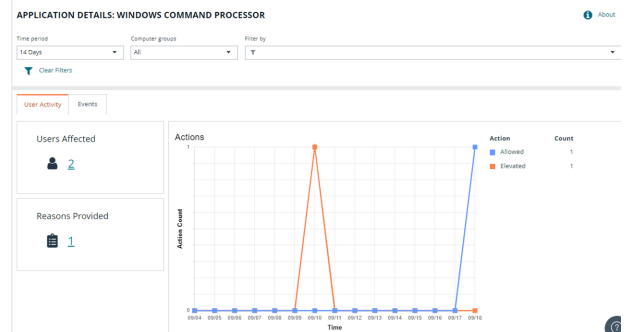 APPLICATION DETAILS: WINDOWS COMMAND PROCESSOR
About
Time period
Computer groups
Filter by
14 Days
All
Clear Filters
User Activity
Events
Users Affected
2
Reasons Provided
1
Actions
1
Action Count
0
09/04 09/05 09/06 09/07 09/08 09/09 09/10 09/11 09/12 09/13 09/14 09/15 09/16 09/17 09/18
Time
Action Count
Allowed 1
Elevated 1
?